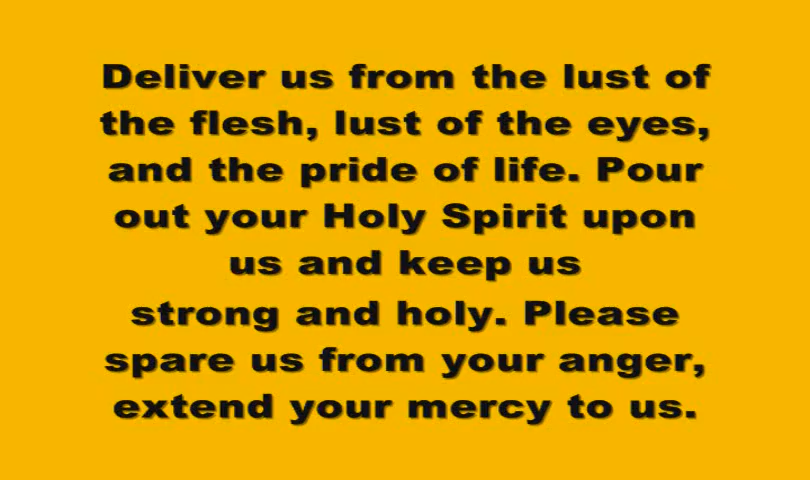 Deliver us from the lust of
the flesh, lust of the eyes,
and the pride of life. Pour
out your Holy Spirit upon
us and keep us
strong and holy. Please
spare us from your anger,
extend your mercy to us.